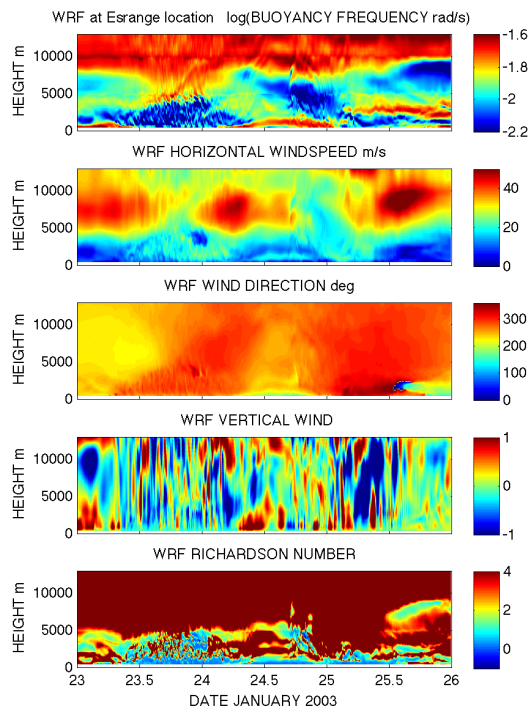 WRF at Esrange location   log(BUOYANCY FREQUENCY rad/s)
HEIGHT m
10000
5000
0
-1.6
-1.8
-2
-2.2
WRF HORIZONTAL WINDSPEED m/s
HEIGHT m
10000
5000
0
40
20
0
WRF WIND DIRECTION deg
HEIGHT m
10000
5000
0
300
200
100
0
WRF VERTICAL WIND
HEIGHT m
10000
5000
0
1
0
-1
WRF RICHARDSON NUMBER
HEIGHT m
10000
5000
0
4
2
0
23 23.5 24 24.5 25 25.5 26
DATE JANUARY 2003